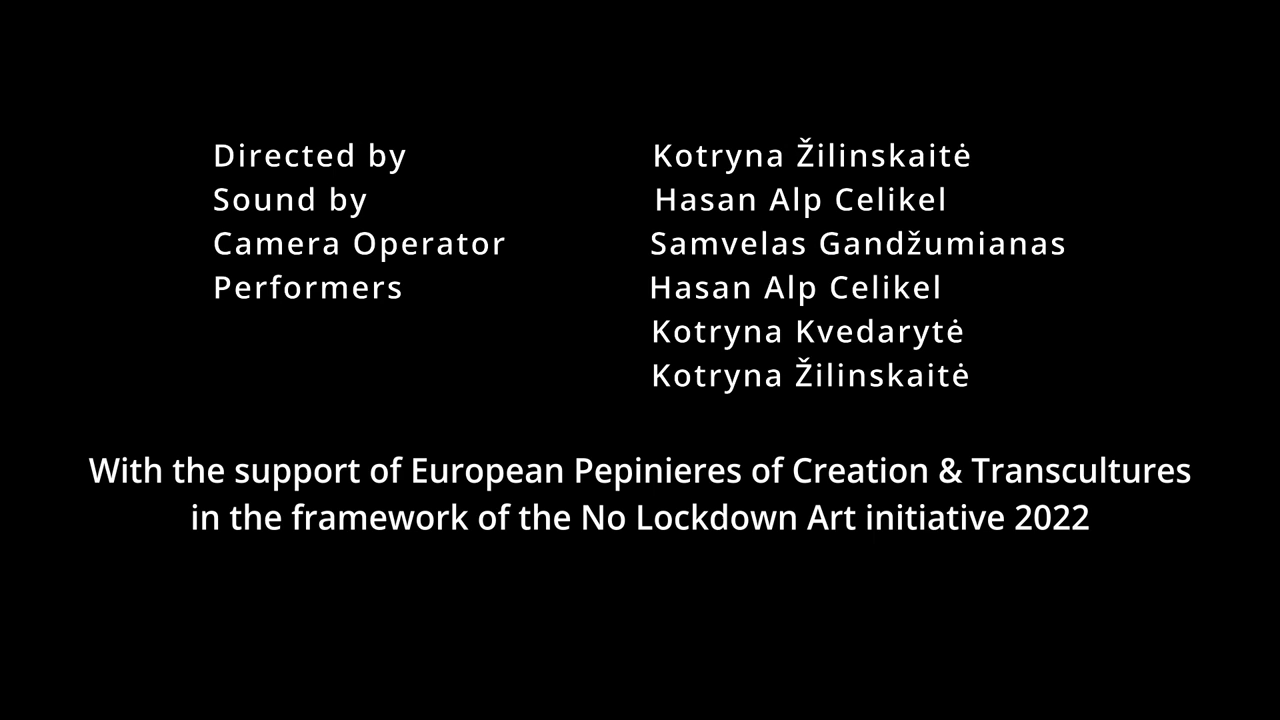 Directed by Kotryna Žilinskaitė
Sound by Hasan Alp Celikel
Camera Operator Samvelas Gandžumianas
Performers Hasan Alp Celikel
Kotryna Kvedarytė
Kotryna Žilinskaitė
With the support of European Pepinieres of Creation & Transcultures
in the framework of the No Lockdown Art initiative 2022